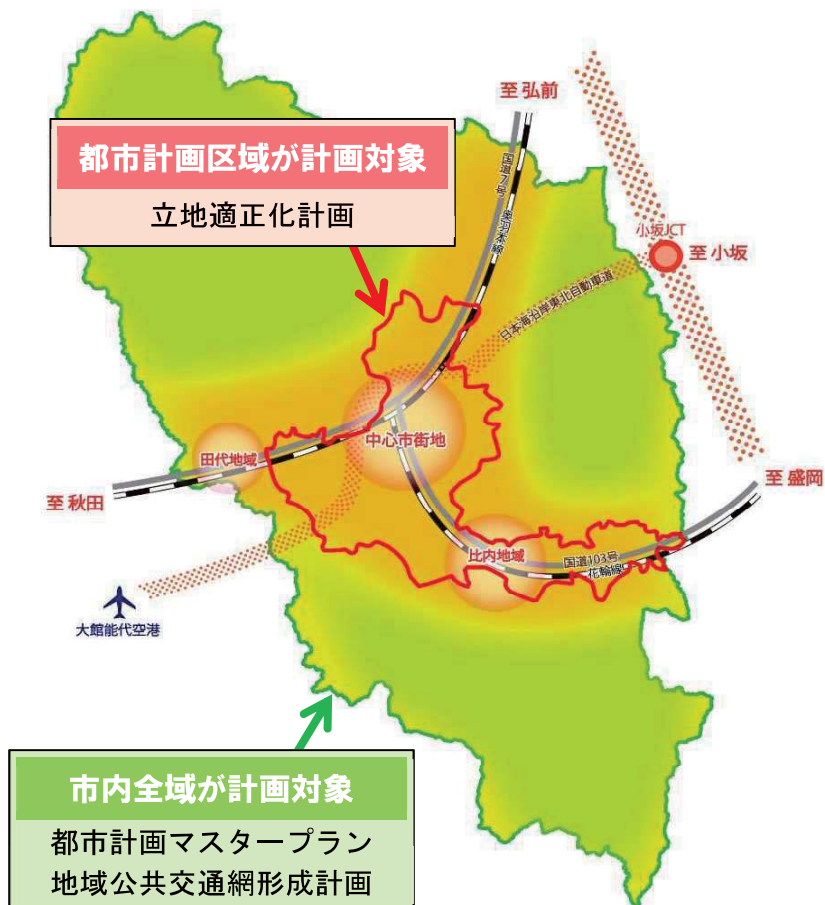 至 弘前
都市計画区域が計画対象
立地適正化計画
国道7号
奥羽本線
小坂JCT
至 小坂
日本海沿岸東北自動車道
中心市街地
田代地域
至 秋田
至 盛岡
比内地域
国道103号
花輪線
大館能代空港
市内全域が計画対象
都市計画マスタープラン
地域公共交通網形成計画